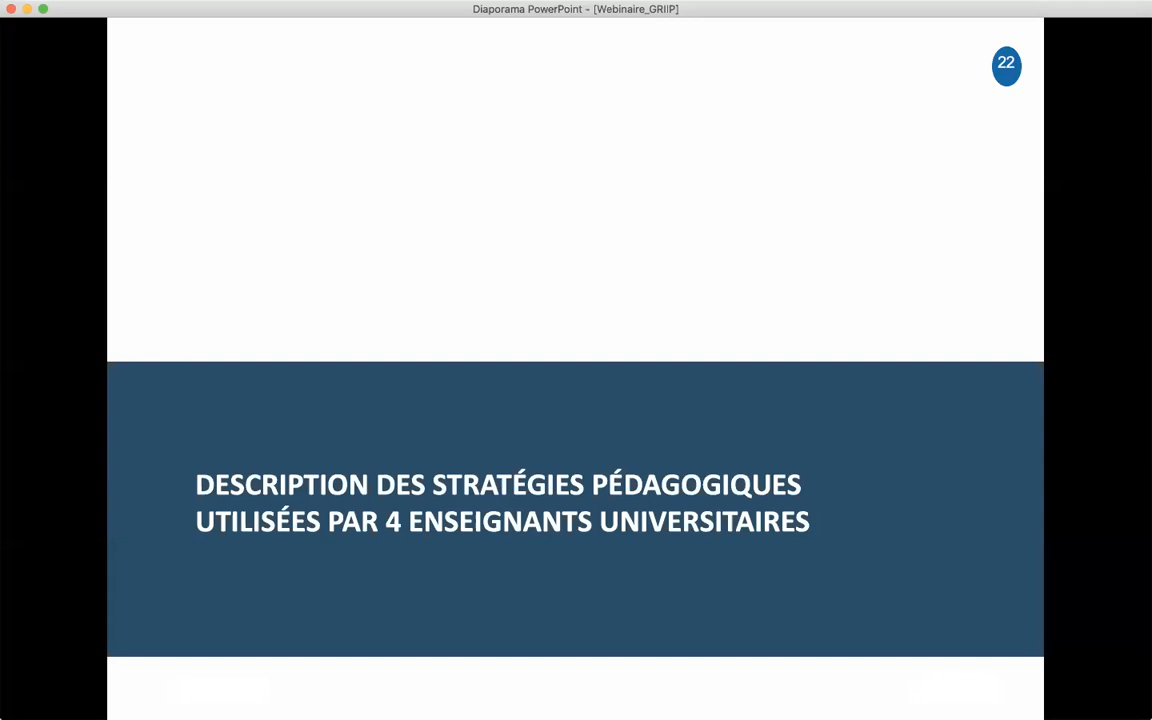 Diaporama PowerPoint - [Webinaire_GRIIP]
22
DESCRIPTION DES STRATÉGIES PÉDAGOGIQUES
UTILISÉES PAR 4 ENSEIGNANTS UNIVERSITAIRES